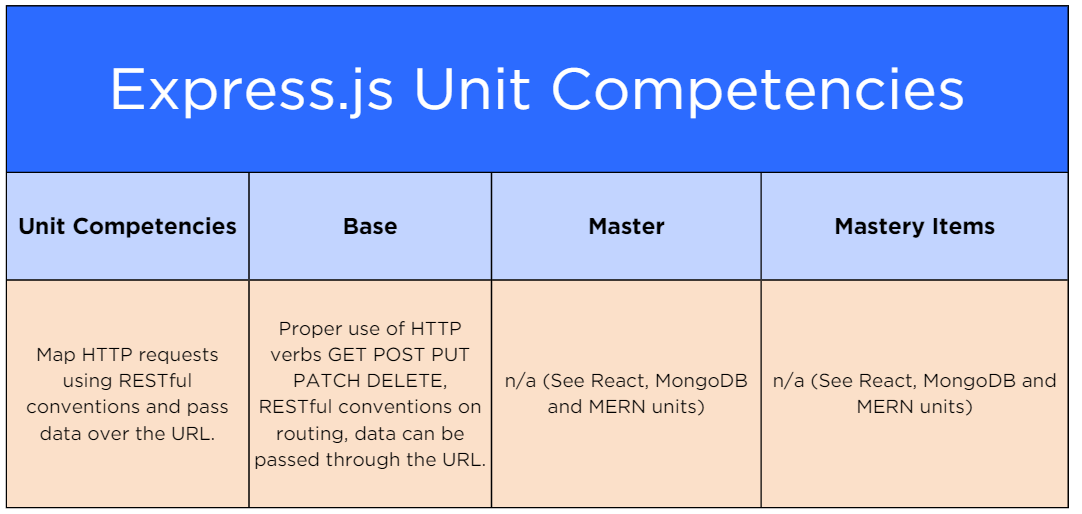 Express.js Unit Competencies
Unit Competencies
Base
Master
Mastery Items
Map HTTP requests
using RESTful
conventions and pass
data over the URL.
Proper use of HTTP
verbs GET POST PUT
PATCH DELETE,
RESTful conventions on
routing, data can be
passed through the URL.
n/a (See React, MongoDB
and MERN units)
n/a (See React, MongoDB and
MERN units)